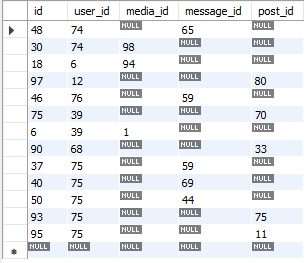 id user_id media_id message_id post_id
48 74 NULL 65 NULL
30 74 98 NULL NULL
18 6 94 NULL NULL
97 12 NULL NULL 80
46 76 NULL 59 NULL
75 39 NULL NULL 70
6 39 1 NULL NULL
90 68 NULL NULL 33
37 75 NULL 59 NULL
40 75 NULL 69 NULL
50 75 NULL 44 NULL
93 75 NULL NULL 75
95 75 NULL NULL 11
NULL NULL NULL NULL NULL